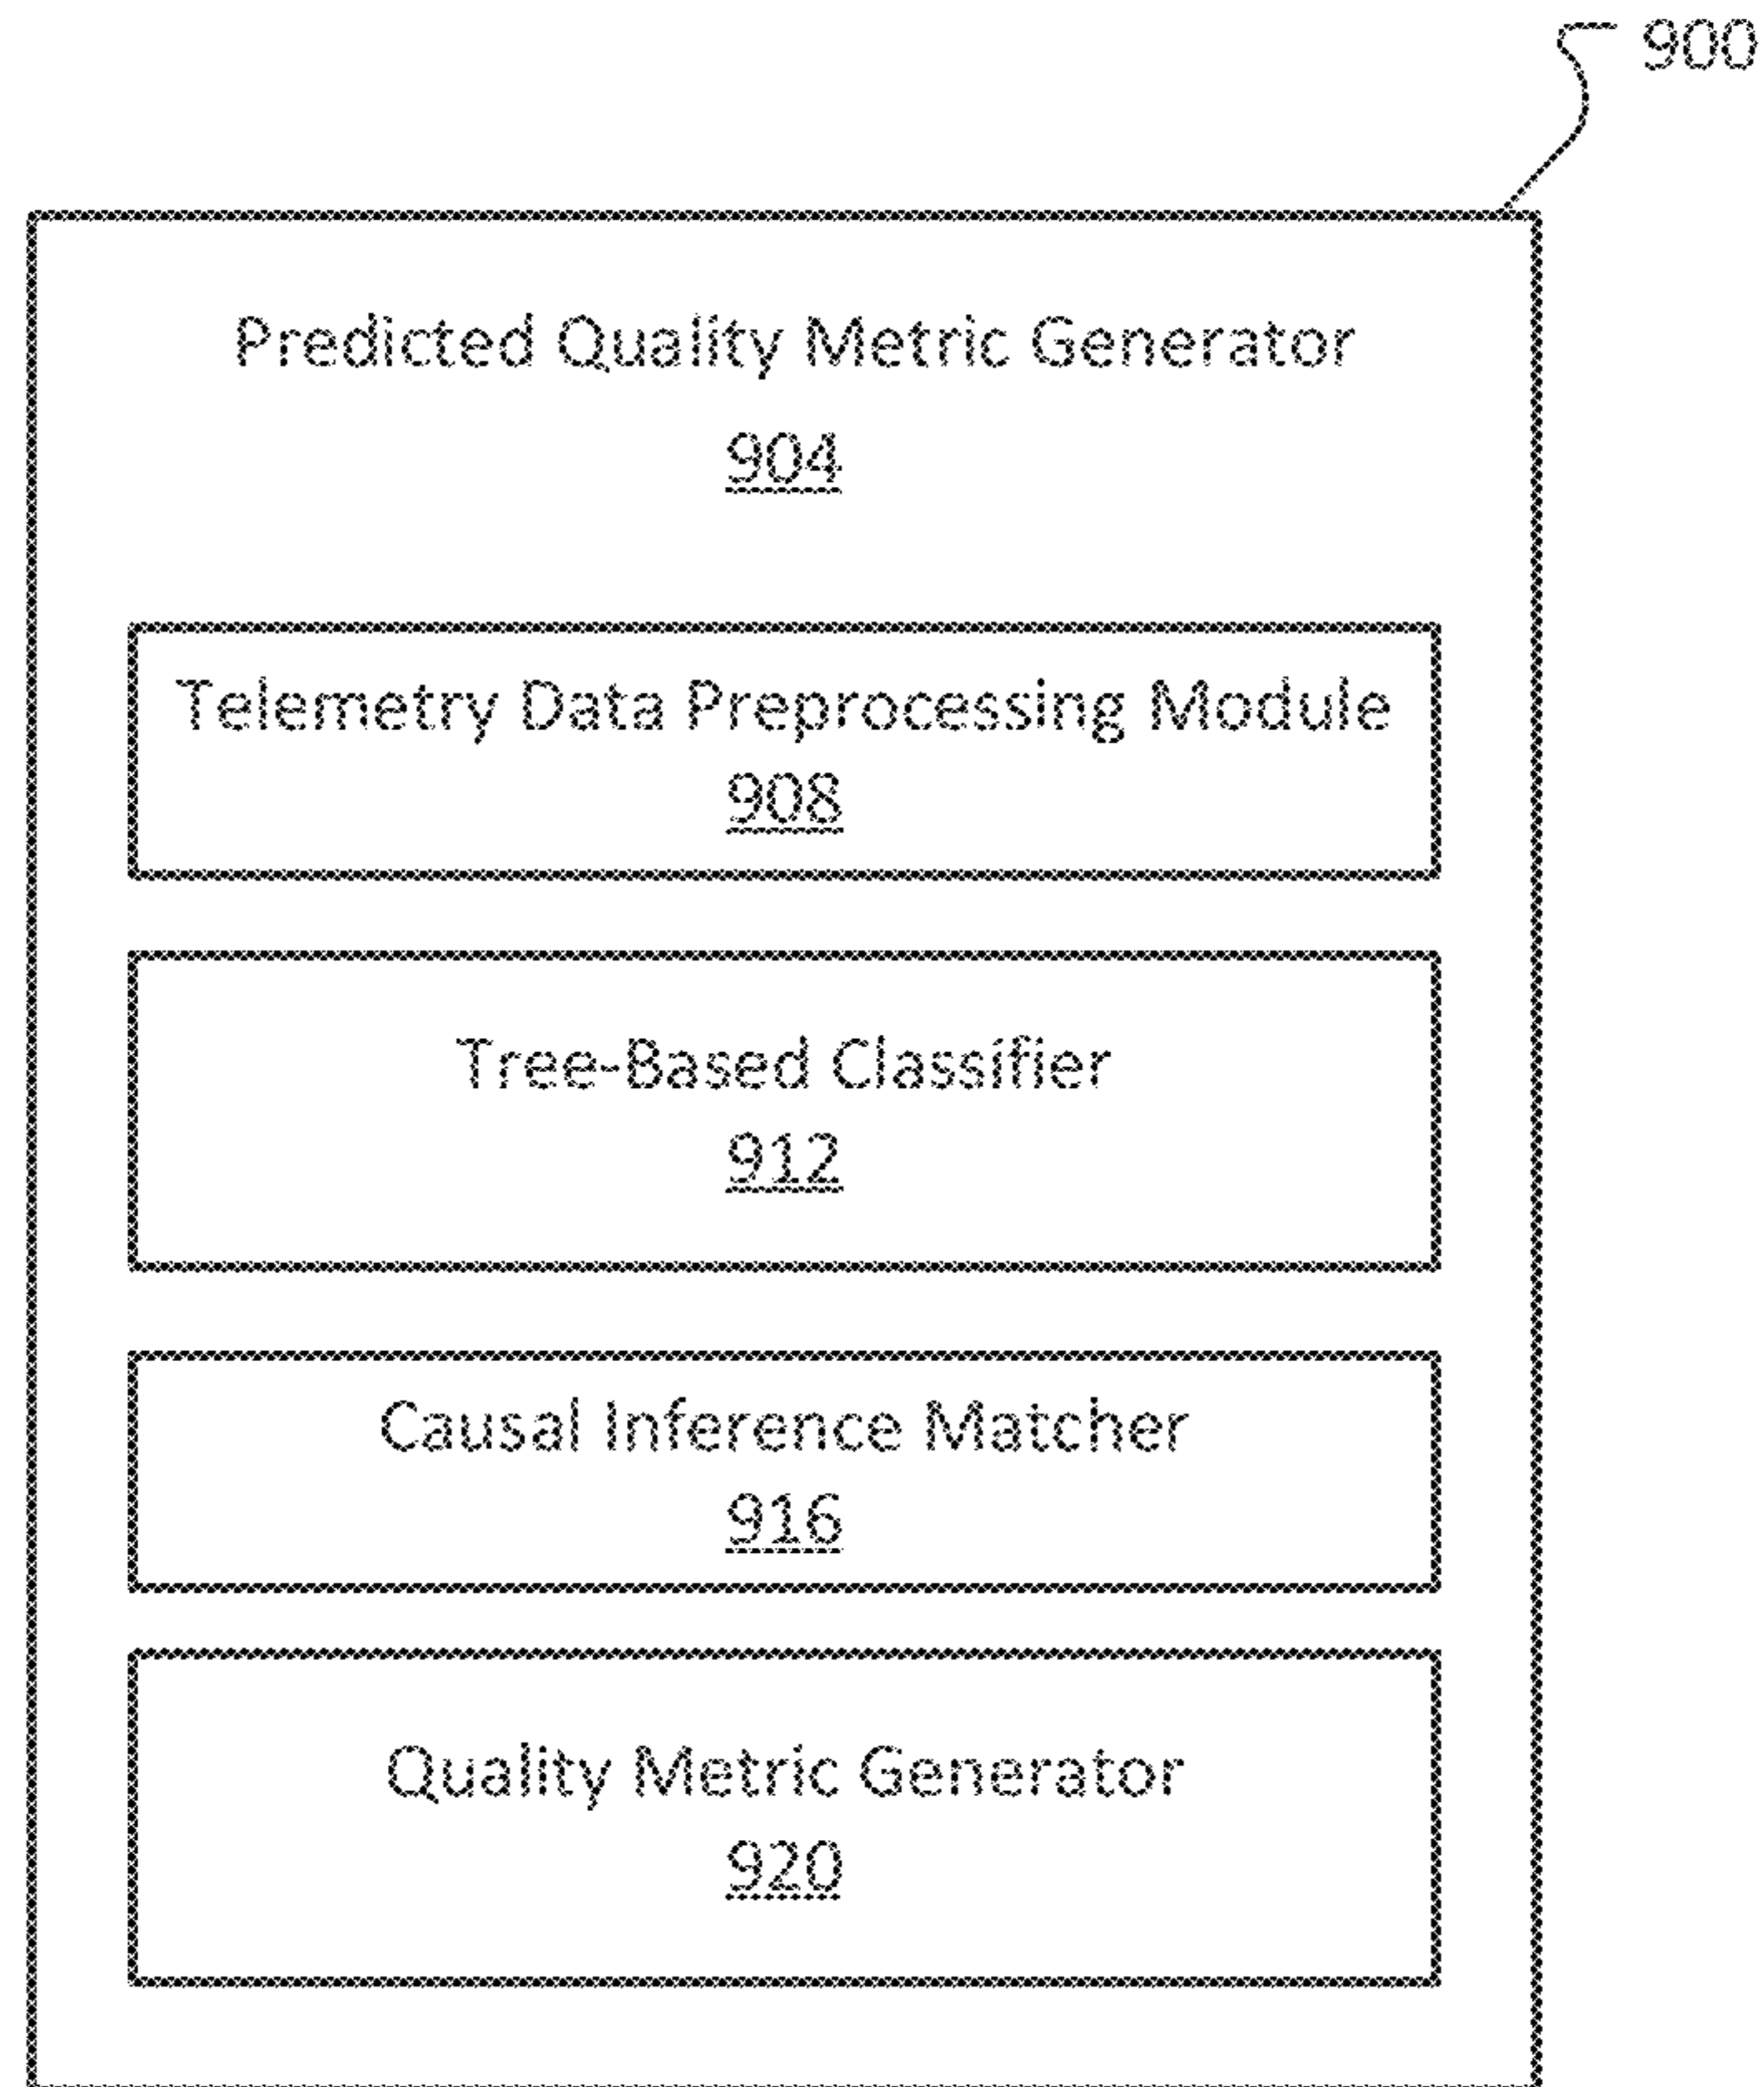 900
Predicted Quality Metric Generator
904
Telemetry Data Preprocessing Module
908
Tree-Based Classifier
912
Causal Inference Matcher
916
Quality Metric Generator
920